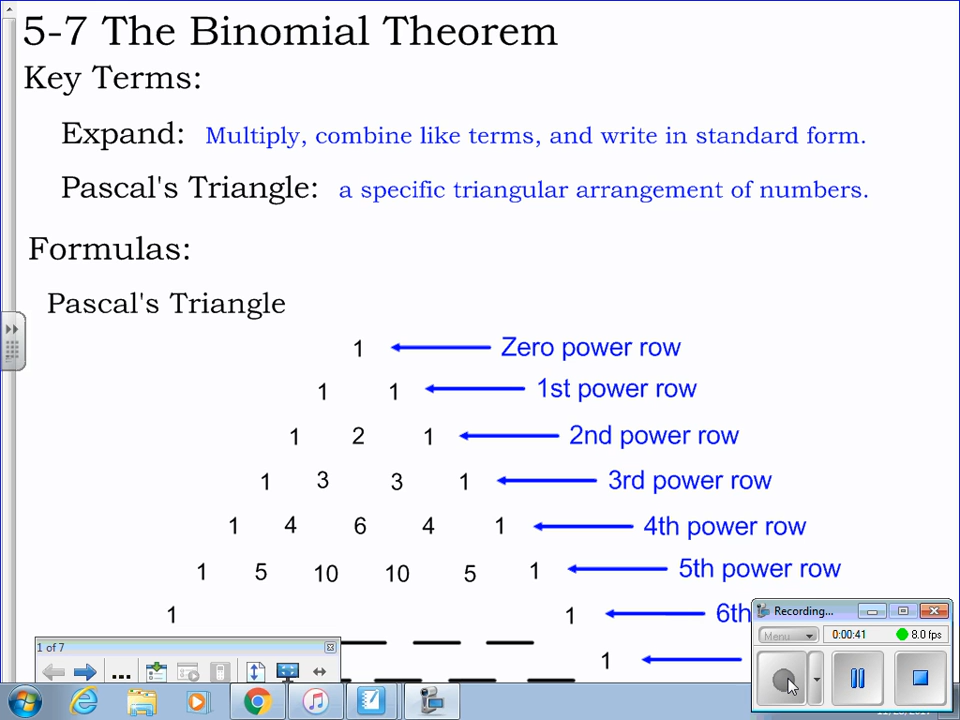 5-7 The Binomial Theorem
Key Terms:
Expand: Multiply, combine like terms, and write in standard form.
Pascal's Triangle: a specific triangular arrangement of numbers.
Formulas:
Pascal's Triangle
1 Zero power row
1 1 1st power row
1 2 1 2nd power row
1 3 3 1 3rd power row
1 4 6 4 1 4th power row
1 5 10 10 5 1 5th power row
1 1 6th
1
1 of 7
...
Recording...
Menu 0:00:41 8.0 fps